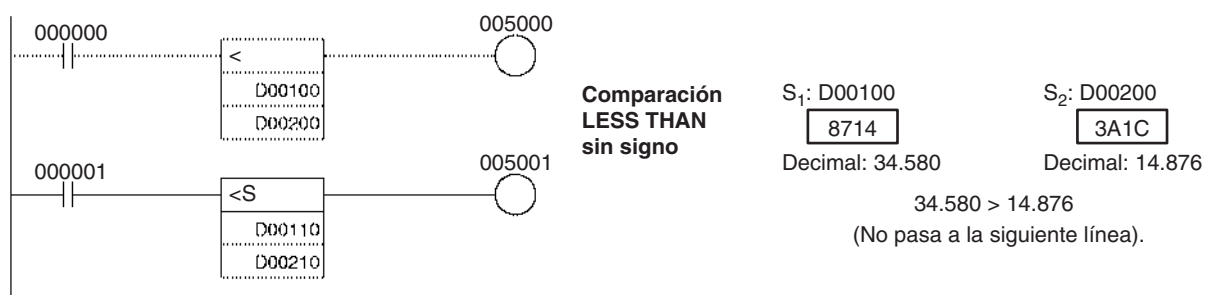 000000
005000
<
D00100
D00200
000001
005001
<S
D00110
D00210
Comparación
LESS THAN
sin signo
S1: D00100
8714
Decimal: 34.580
S2: D00200
3A1C
Decimal: 14.876
34.580 > 14.876
(No pasa a la siguiente línea).